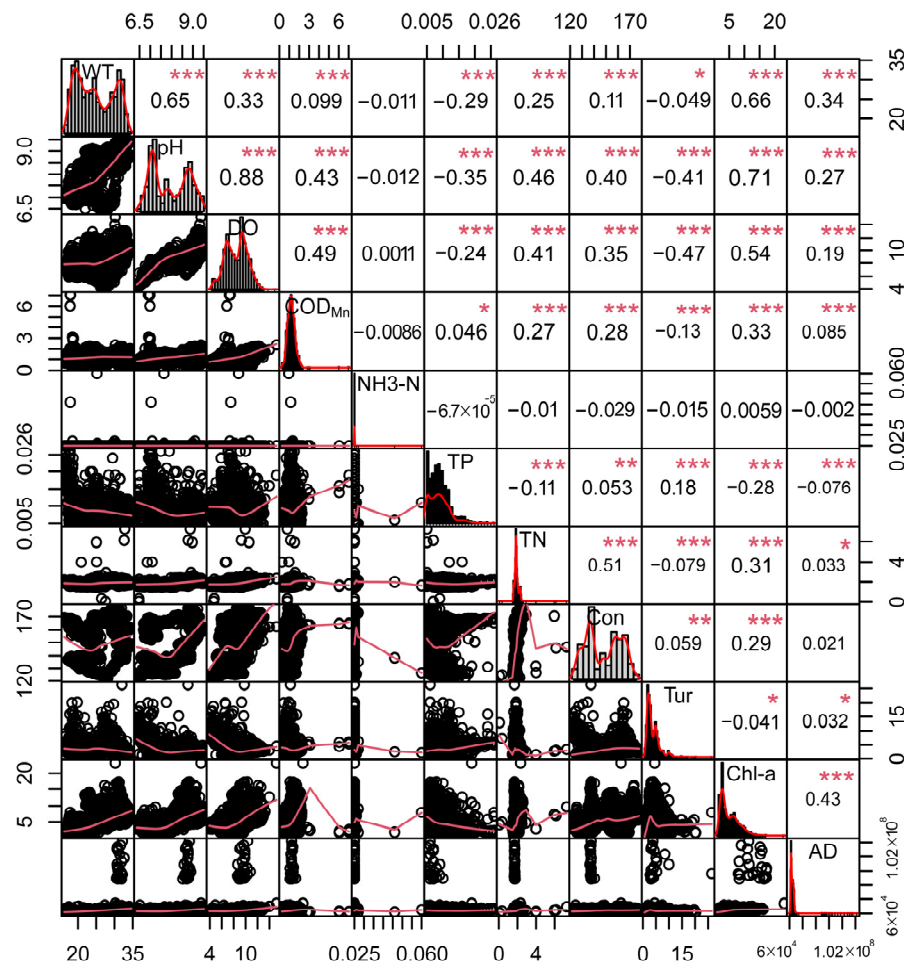 6.5 9.0 0 3 6 0.005 0.026 120 170 5 20
WT *** *** *** *** *** *** * *** ***
0.65 0.33 0.099 −0.011 −0.29 0.25 0.11 −0.049 0.66 0.34
20 35
6.5 9.0
pH *** *** *** *** *** *** *** ***
0.88 0.43 −0.012 −0.35 0.46 0.40 −0.41 0.71 0.27
DO *** *** *** *** *** *** ***
0.49 0.0011 −0.24 0.41 0.35 −0.47 0.54 0.19
4 10
0 3 6
COD_Mn * *** *** *** *** ***
−0.0086 0.046 0.27 0.28 −0.13 0.33 0.085
NH3-N
−6.7×10⁻⁵ −0.01 −0.029 −0.015 0.0059 −0.002
0.025 0.060
0.005 0.026
TP *** ** *** *** ***
−0.11 0.053 0.18 −0.28 −0.076
TN *** *** *** *
0.51 −0.079 0.31 0.033
0 4
120 170
Con ** ***
0.059 0.29 0.021
Tur * *
−0.041 0.032
0 15
5 20
Chl-a ***
0.43
AD
6×10⁴ 1.02×10⁸
20 35 4 10 0.025 0.060 0 4 0 15 6×10⁴ 1.02×10⁸